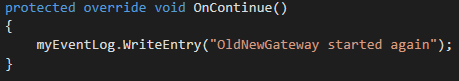 protected override void OnContinue()
{
    myEventLog.WriteEntry("OldNewGateway started again");
}